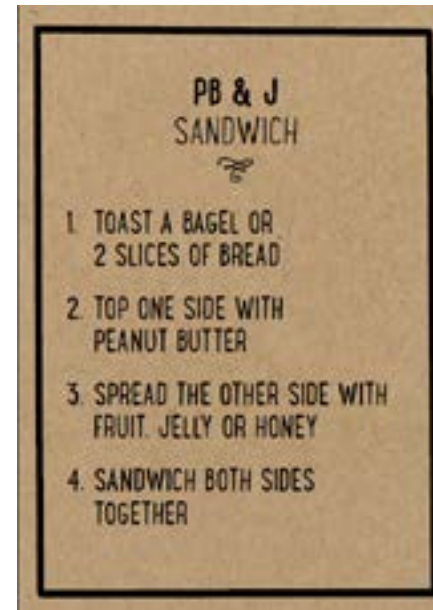 PB & J
SANDWICH
1. TOAST A BAGEL OR
2 SLICES OF BREAD
2. TOP ONE SIDE WITH
PEANUT BUTTER
3. SPREAD THE OTHER SIDE WITH
FRUIT, JELLY OR HONEY
4. SANDWICH BOTH SIDES
TOGETHER